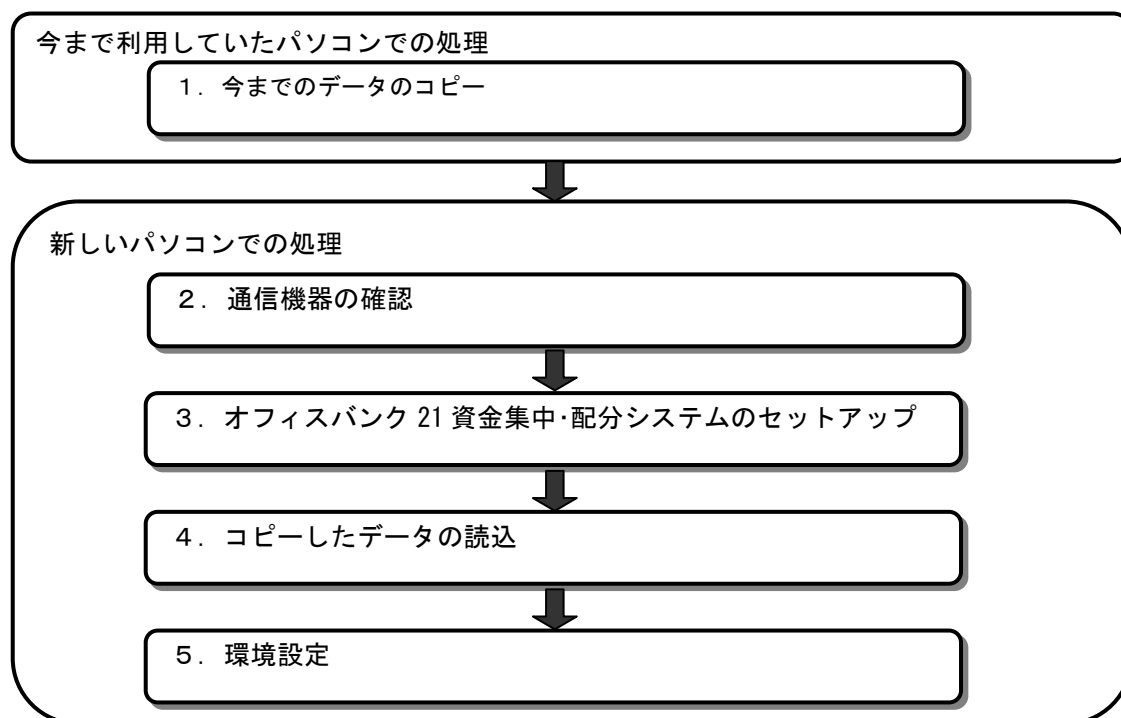 今まで利用していたパソコンでの処理
１．今までのデータのコピー
新しいパソコンでの処理
２．通信機器の確認
３．オフィスバンク 21 資金集中･配分システムのセットアップ
４．コピーしたデータの読込
５．環境設定